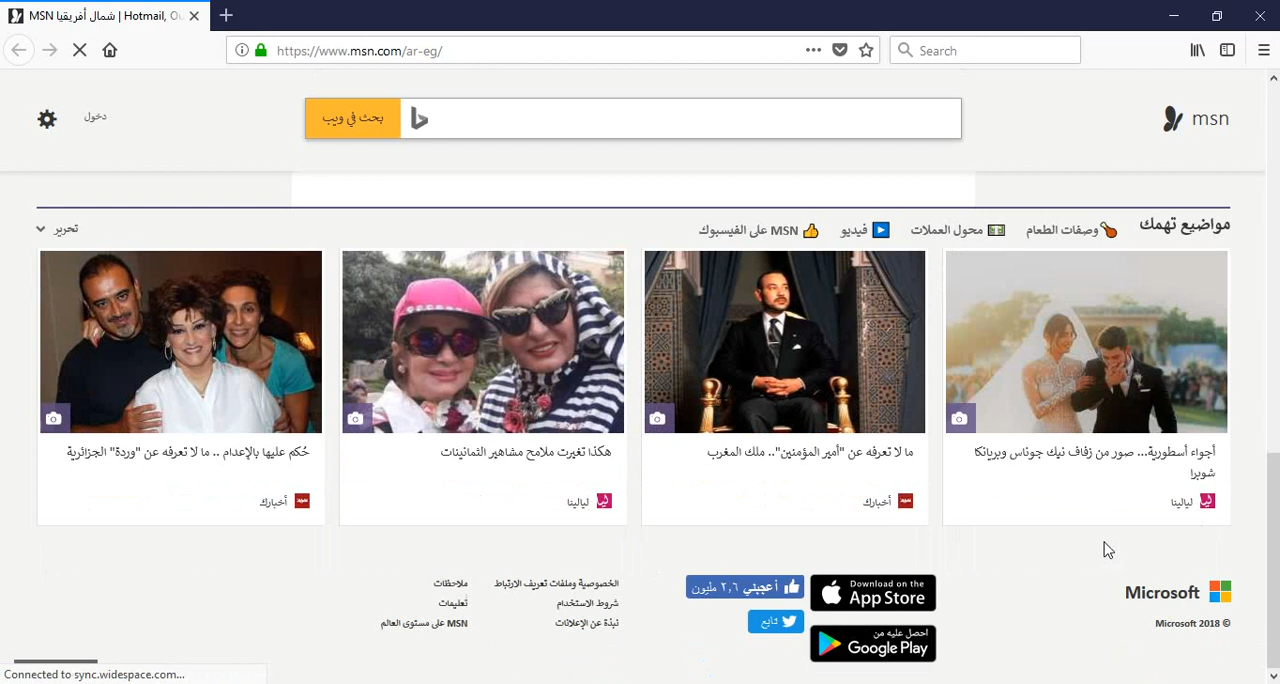 MSN شمال أفريقيا | Hotmail, Ou
https://www.msn.com/ar-eg/
Search
دخول
بحث في ويب
msn
مواضيع تهمك
وصفات الطعام
محول العملات
فيديو
MSN على الفيسبوك
تحرير
أجواء أسطورية... صور من زفاف نيك جوناس وبريانكا
شوبرا
ليالينا
ما لا تعرفه عن "أمير المؤمنين".. ملك المغرب
أخبارك
هكذا تغيرت ملامح مشاهير الثمانينات
ليالينا
حُكم عليها بالإعدام .. ما لا تعرفه عن "وردة" الجزائرية
أخبارك
Microsoft
© 2018 Microsoft
Download on the
App Store
احصل عليه من
Google Play
أعجبني ٢,٦ مليون
تابع
الخصوصية وملفات تعريف الارتباط
شروط الاستخدام
نبذة عن الإعلانات
ملاحظات
تعليمات
MSN على مستوى العالم
Connected to sync.widespace.com...